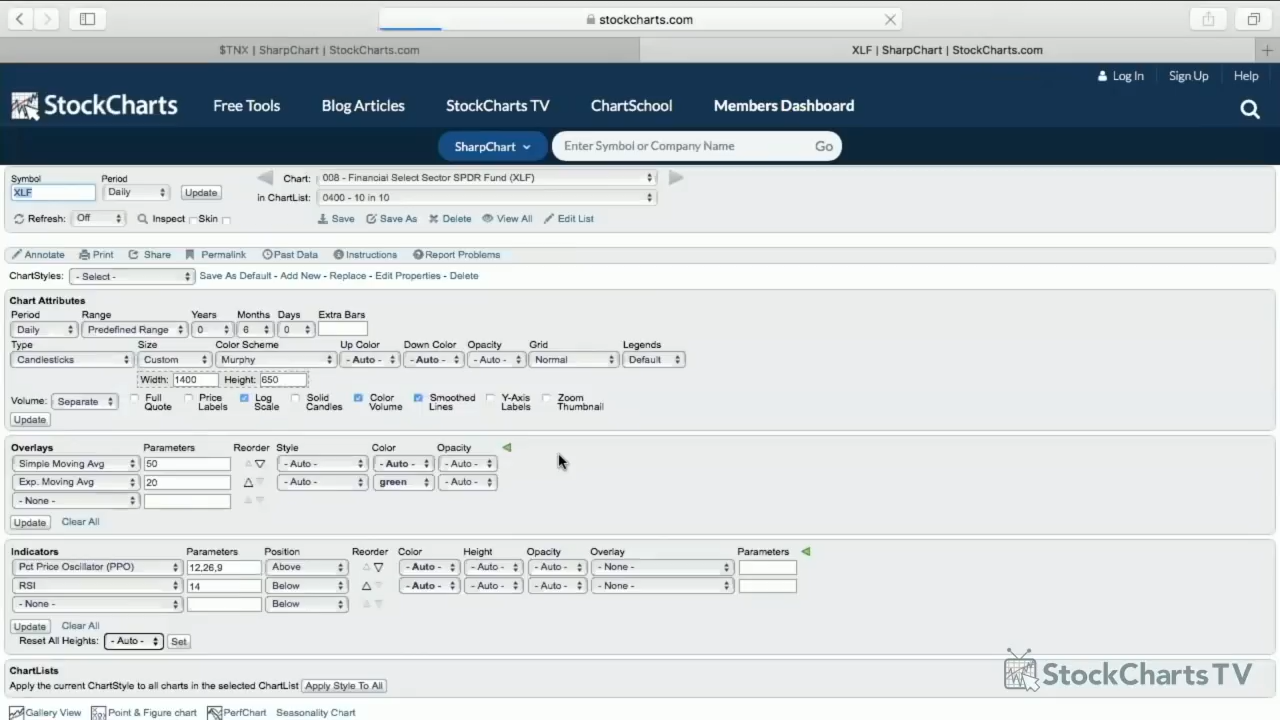 stockcharts.com
$TNX | SharpChart | StockCharts.com
XLF | SharpChart | StockCharts.com
Log In Sign Up Help
StockCharts Free Tools Blog Articles StockCharts TV ChartSchool Members Dashboard
SharpChart Enter Symbol or Company Name Go
Symbol Period
XLF Daily Update
Chart: 008 - Financial Select Sector SPDR Fund (XLF)
in ChartList: 0400 - 10 in 10
Refresh: Off Inspect Skin
Save Save As Delete View All Edit List
Annotate Print Share Permalink Past Data Instructions Report Problems
ChartStyles: - Select - Save As Default - Add New - Replace - Edit Properties - Delete
Chart Attributes
Period Range Years Months Days Extra Bars
Daily Predefined Range 0 6 0
Type Size Color Scheme Up Color Down Color Opacity Grid Legends
Candlesticks Custom Murphy - Auto - - Auto - - Auto - Normal Default
Width: 1400 Height: 650
Volume: Separate Full Quote Price Labels Log Scale Solid Candles Color Volume Smoothed Lines Y-Axis Labels Zoom Thumbnail
Update
Overlays Parameters Reorder Style Color Opacity
Simple Moving Avg 50 - Auto - - Auto - - Auto -
Exp. Moving Avg 20 - Auto - green - Auto -
- None -
Update Clear All
Indicators Parameters Position Reorder Color Height Opacity Overlay Parameters
Pct Price Oscillator (PPO) 12,26,9 Above - Auto - - Auto - - Auto - - None -
RSI 14 Below - Auto - - Auto - - Auto - - None -
- None - Below
Update Clear All
Reset All Heights: - Auto - Set
ChartLists
Apply the current ChartStyle to all charts in the selected ChartList Apply Style To All
StockChartsTV
Gallery View Point & Figure chart PerfChart Seasonality Chart